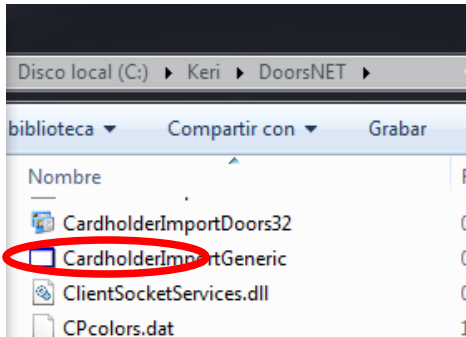 Disco local (C:) ▸ Keri ▸ DoorsNET ▸
biblioteca ▼ Compartir con ▼ Grabar
Nombre
CardholderImportDoors32
CardholderImportGeneric
ClientSocketServices.dll
CPcolors.dat